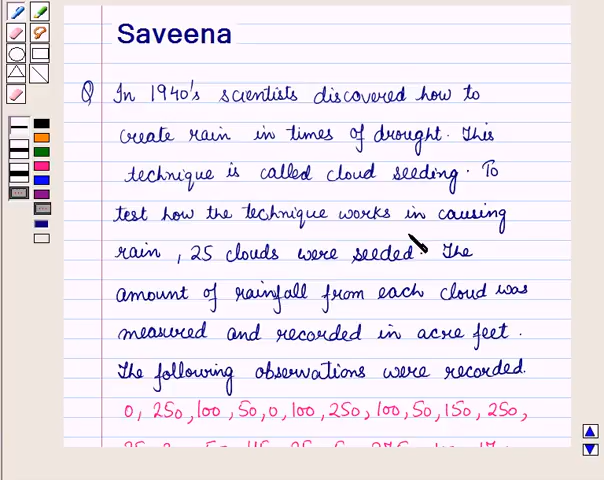 Saveena
Q In 1940's scientists discovered how to
create rain in times of drought. This
technique is called cloud seeding. To
test how the technique works in causing
rain, 25 clouds were seeded. The
amount of rainfall from each cloud was
measured and recorded in acre feet.
The following observations were recorded.
0, 250, 100, 50, 0, 100, 250, 100, 50, 150, 250,